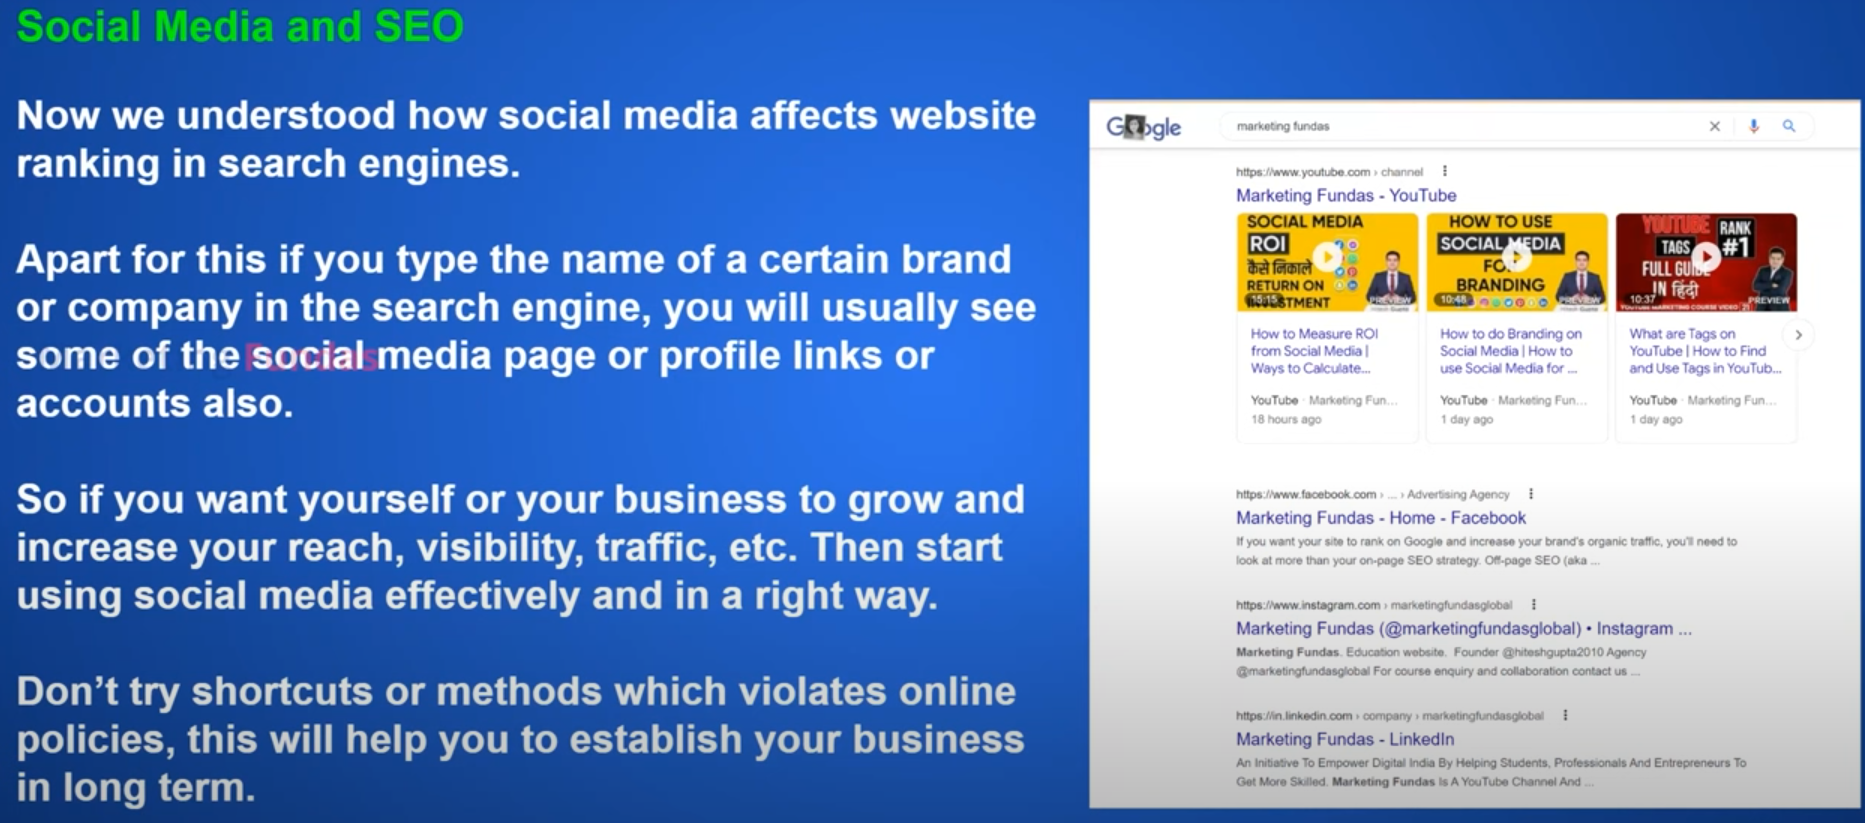 Social Media and SEO
Now we understood how social media affects website
ranking in search engines.
Apart for this if you type the name of a certain brand
or company in the search engine, you will usually see
some of the social media page or profile links or
accounts also.
So if you want yourself or your business to grow and
increase your reach, visibility, traffic, etc. Then start
using social media effectively and in a right way.
Don't try shortcuts or methods which violates online
policies, this will help you to establish your business
in long term.
Fundas
marketing fundas
https://www.youtube.com › channel
Marketing Fundas - YouTube
SOCIAL MEDIA
ROI
कैसे निकाले
RETURN ON
INVESTMENT
15:15
PREVIEW
How to Measure ROI
from Social Media |
Ways to Calculate...
YouTube · Marketing Fun...
18 hours ago
HOW TO USE
SOCIAL MEDIA
FOR
BRANDING
10:48
PREVIEW
How to do Branding on
Social Media | How to
use Social Media for ...
YouTube · Marketing Fun...
1 day ago
YOUTUBE RANK
TAGS #1
FULL GUIDE
IN हिंदी
10:37
PREVIEW
What are Tags on
YouTube | How to Find
and Use Tags in YouTub...
YouTube · Marketing Fun...
1 day ago
https://www.facebook.com › ... › Advertising Agency
Marketing Fundas - Home - Facebook
If you want your site to rank on Google and increase your brand's organic traffic, you'll need to
look at more than your on-page SEO strategy. Off-page SEO (aka ...
https://www.instagram.com › marketingfundasglobal
Marketing Fundas (@marketingfundasglobal) • Instagram ...
Marketing Fundas. Education website. Founder @hiteshgupta2010 Agency
@marketingfundasglobal For course enquiry and collaboration contact us ...
https://in.linkedin.com › company › marketingfundasglobal
Marketing Fundas - LinkedIn
An Initiative To Empower Digital India By Helping Students, Professionals And Entrepreneurs To
Get More Skilled. Marketing Fundas Is A YouTube Channel And ...